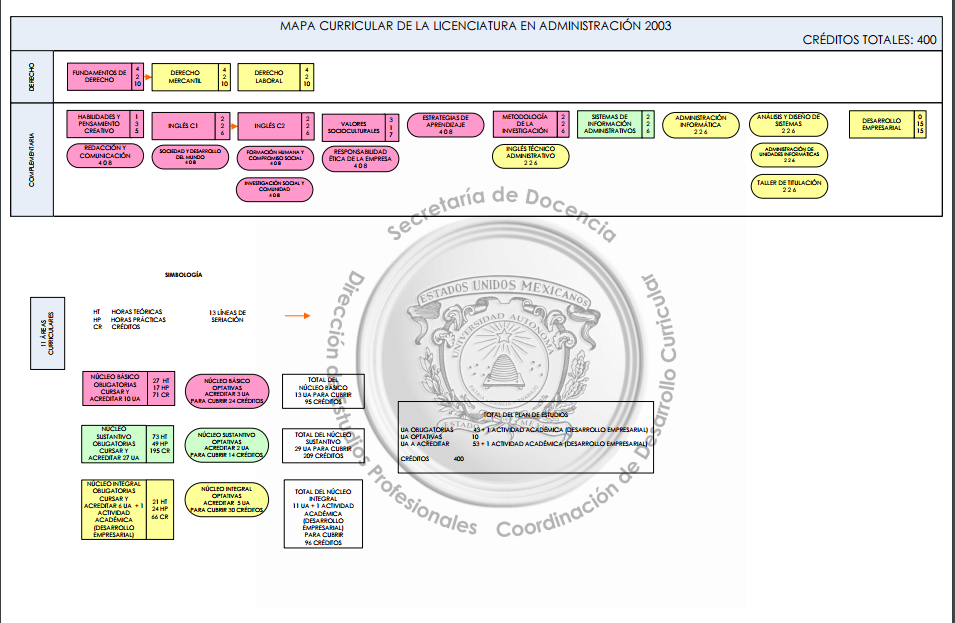 MAPA CURRICULAR DE LA LICENCIATURA EN ADMINISTRACIÓN 2003
CRÉDITOS TOTALES: 400
DERECHO
FUNDAMENTOS DE
DERECHO
4
2
10
DERECHO
MERCANTIL
4
2
10
DERECHO
LABORAL
4
2
10
COMPLEMENTARIA
HABILIDADES Y
PENSAMIENTO
CREATIVO
1
3
5
INGLÉS C1
2
2
6
INGLÉS C2
2
2
6
VALORES
SOCIOCULTURALES
3
1
7
ESTRATEGIAS DE
APRENDIZAJE
4 0 8
METODOLOGÍA
DE LA
INVESTIGACIÓN
2
2
6
SISTEMAS DE
INFORMACIÓN
ADMINISTRATIVOS
2
2
6
ADMINISTRACIÓN
INFORMÁTICA
2 2 6
ANÁLISIS Y DISEÑO DE
SISTEMAS
2 2 6
DESARROLLO
EMPRESARIAL
0
15
15
REDACCIÓN Y
COMUNICACIÓN
4 0 8
SOCIEDAD Y DESARROLLO
DEL MUNDO
4 0 8
FORMACIÓN HUMANA Y
COMPROMISO SOCIAL
4 0 8
RESPONSABILIDAD
ÉTICA DE LA EMPRESA
4 0 8
INGLÉS TÉCNICO
ADMINISTRATIVO
2 2 6
ADMINISTRACIÓN DE
UNIDADES INFORMÁTICAS
2 2 6
INVESTIGACIÓN SOCIAL Y
COMUNIDAD
4 0 8
TALLER DE TITULACIÓN
2 2 6
Secretaría de Docencia
Dirección de Estudios Profesionales
Coordinación de Desarrollo Curricular
ESTADOS UNIDOS MEXICANOS
UNIVERSIDAD AUTONOMA
SIMBOLOGÍA
11 ÁREAS
CURRICULARES
HT HORAS TEÓRICAS
HP HORAS PRÁCTICAS
CR CRÉDITOS
13 LÍNEAS DE
SERIACIÓN
NÚCLEO BÁSICO
OBLIGATORIAS
CURSAR Y
ACREDITAR 10 UA
27 HT
17 HP
71 CR
NÚCLEO BÁSICO
OPTATIVAS
ACREDITAR 3 UA
PARA CUBRIR 24 CRÉDITOS
TOTAL DEL
NÚCLEO BÁSICO
13 UA PARA CUBRIR
95 CRÉDITOS
NÚCLEO
SUSTANTIVO
OBLIGATORIAS
CURSAR Y
ACREDITAR 27 UA
73 HT
49 HP
195 CR
NÚCLEO SUSTANTIVO
OPTATIVAS
ACREDITAR 2 UA
PARA CUBRIR 14 CRÉDITOS
TOTAL DEL NÚCLEO
SUSTANTIVO
29 UA PARA CUBRIR
209 CRÉDITOS
NÚCLEO INTEGRAL
OBLIGATORIAS
CURSAR Y
ACREDITAR 6 UA + 1
ACTIVIDAD
ACADÉMICA
(DESARROLLO
EMPRESARIAL)
21 HT
24 HP
66 CR
NÚCLEO INTEGRAL
OPTATIVAS
ACREDITAR 5 UA
PARA CUBRIR 30 CRÉDITOS
TOTAL DEL NÚCLEO
INTEGRAL
11 UA + 1 ACTIVIDAD
ACADÉMICA
(DESARROLLO
EMPRESARIAL)
PARA CUBRIR
96 CRÉDITOS
TOTAL DEL PLAN DE ESTUDIOS
UA OBLIGATORIAS 43 + 1 ACTIVIDAD ACADÉMICA (DESARROLLO EMPRESARIAL)
UA OPTATIVAS 10
UA A ACREDITAR 53 + 1 ACTIVIDAD ACADÉMICA (DESARROLLO EMPRESARIAL)
CRÉDITOS 400